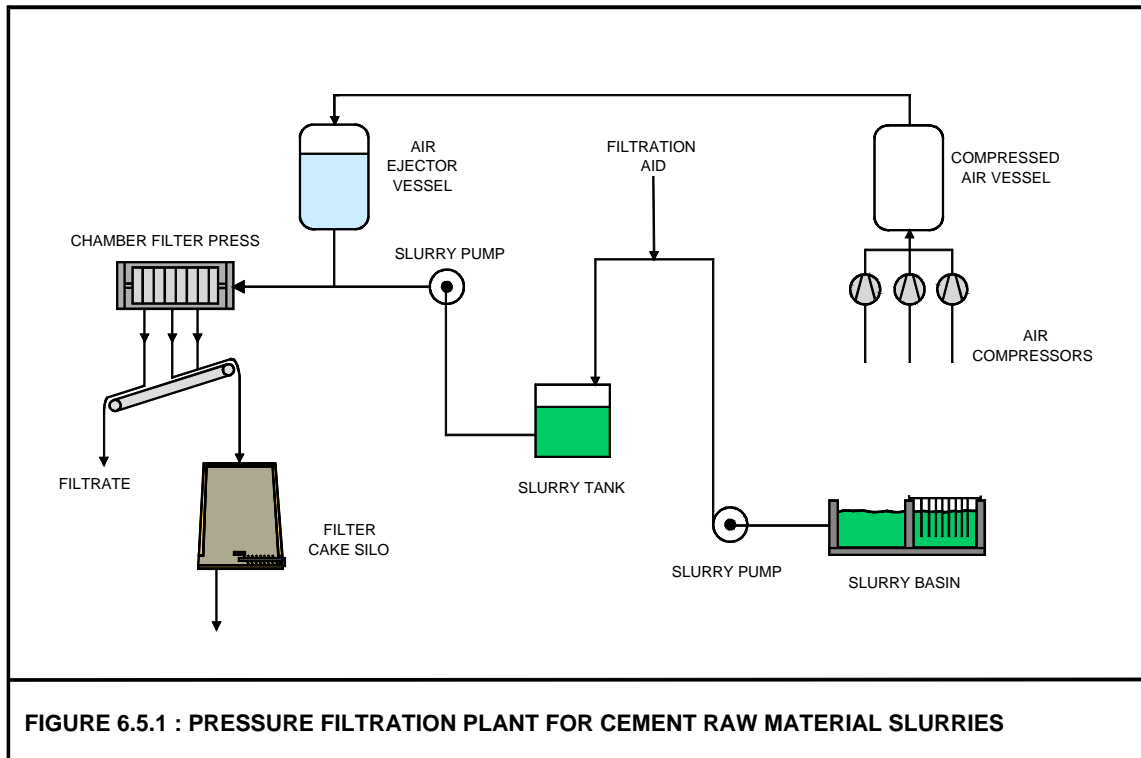 AIR
EJECTOR
VESSEL
FILTRATION
AID
COMPRESSED
AIR VESSEL
CHAMBER FILTER PRESS
SLURRY PUMP
AIR
COMPRESSORS
FILTRATE
SLURRY TANK
FILTER
CAKE SILO
SLURRY PUMP
SLURRY BASIN
FIGURE 6.5.1 : PRESSURE FILTRATION PLANT FOR CEMENT RAW MATERIAL SLURRIES